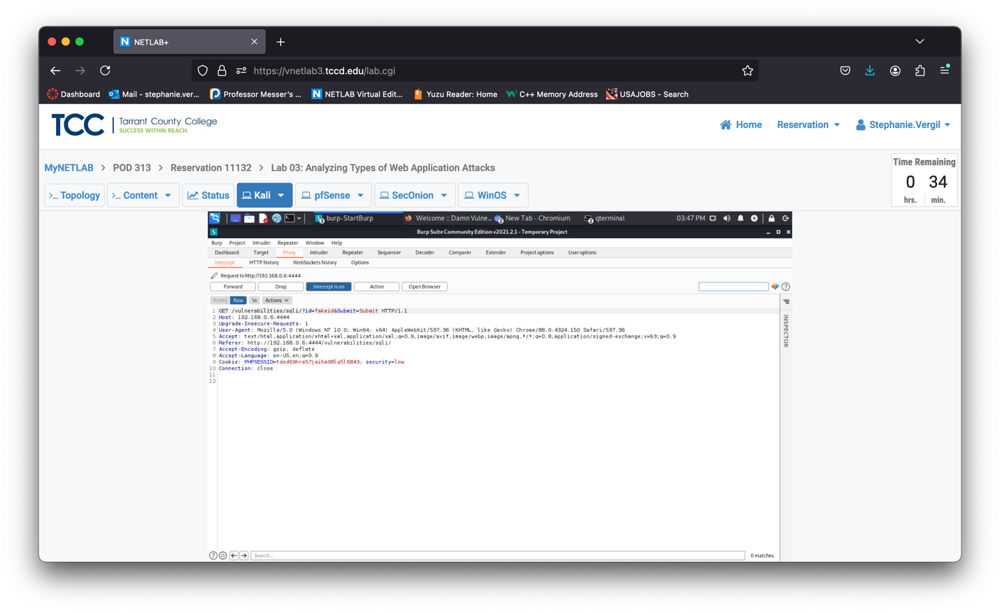 NETLAB+
https://vnetlab3.tccd.edu/lab.cgi
Dashboard Mail - stephanie.ver... Professor Messer's ... NETLAB Virtual Edit... Yuzu Reader: Home C++ Memory Address USAJOBS - Search
TCC Tarrant County College
SUCCESS WITHIN REACH.
Home Reservation Stephanie.Vergil
MyNETLAB > POD 313 > Reservation 11132 > Lab 03: Analyzing Types of Web Application Attacks
Time Remaining
0 34
hrs. min.
>_ Topology >_ Content Status Kali pfSense SecOnion WinOS
burp-StartBurp Welcome :: Damn Vulne... New Tab - Chromium qterminal 03:47 PM
Burp Suite Community Edition v2021.2.1 - Temporary Project
Burp Project Intruder Repeater Window Help
Dashboard Target Proxy Intruder Repeater Sequencer Decoder Comparer Extender Project options User options
Intercept HTTP history WebSockets history Options
Request to http://192.168.0.6:4444
Forward Drop Intercept is on Action Open Browser
Pretty Raw \n Actions
1 GET /vulnerabilities/sqli/?id=fakeid&Submit=Submit HTTP/1.1
2 Host: 192.168.0.6:4444
3 Upgrade-Insecure-Requests: 1
4 User-Agent: Mozilla/5.0 (Windows NT 10.0; Win64; x64) AppleWebKit/537.36 (KHTML, like Gecko) Chrome/88.0.4324.150 Safari/537.36
5 Accept: text/html,application/xhtml+xml,application/xml;q=0.9,image/avif,image/webp,image/apng,*/*;q=0.8,application/signed-exchange;v=b3;q=0.9
6 Referer: http://192.168.0.6:4444/vulnerabilities/sqli/
7 Accept-Encoding: gzip, deflate
8 Accept-Language: en-US,en;q=0.9
9 Cookie: PHPSESSID=tded69hra57jaiha98lq5l6843; security=low
10 Connection: close
11
12
INSPECTOR
Search... 0 matches